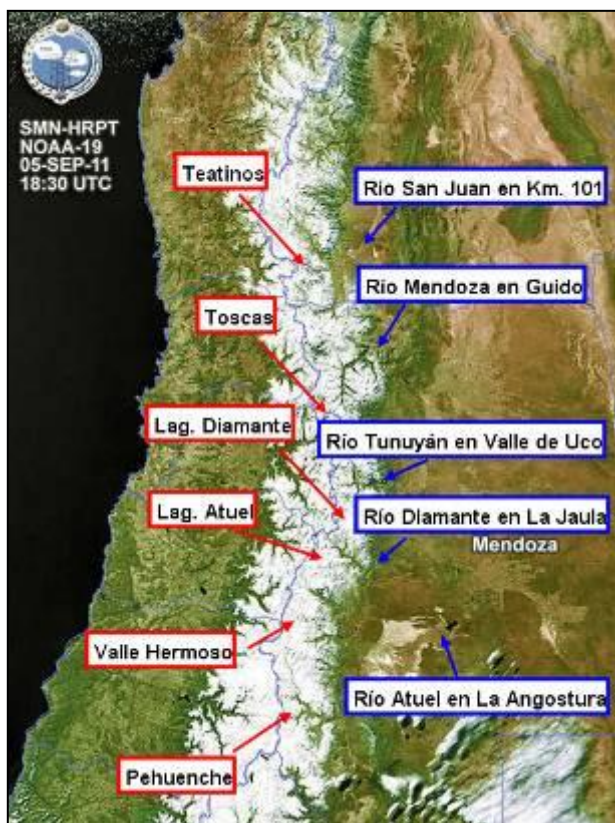 SMN-HRPT
NOAA-19
05-SEP-11
18:30 UTC
Teatinos
Río San Juan en Km. 101
Río Mendoza en Guido
Toscas
Lag. Diamante
Río Tunuyán en Valle de Uco
Lag. Atuel
Río Diamante en La Jaula
Mendoza
Valle Hermoso
Río Atuel en La Angostura
Pehuenche